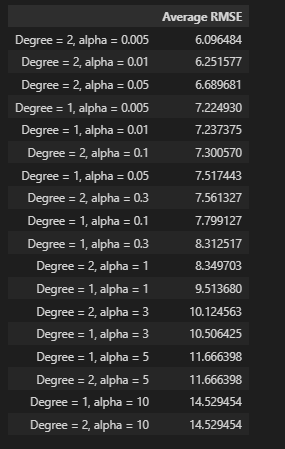 Average RMSE
Degree = 2, alpha = 0.005 6.096484
Degree = 2, alpha = 0.01 6.251577
Degree = 2, alpha = 0.05 6.689681
Degree = 1, alpha = 0.005 7.224930
Degree = 1, alpha = 0.01 7.237375
Degree = 2, alpha = 0.1 7.300570
Degree = 1, alpha = 0.05 7.517443
Degree = 2, alpha = 0.3 7.561327
Degree = 1, alpha = 0.1 7.799127
Degree = 1, alpha = 0.3 8.312517
Degree = 2, alpha = 1 8.349703
Degree = 1, alpha = 1 9.513680
Degree = 2, alpha = 3 10.124563
Degree = 1, alpha = 3 10.506425
Degree = 1, alpha = 5 11.666398
Degree = 2, alpha = 5 11.666398
Degree = 1, alpha = 10 14.529454
Degree = 2, alpha = 10 14.529454